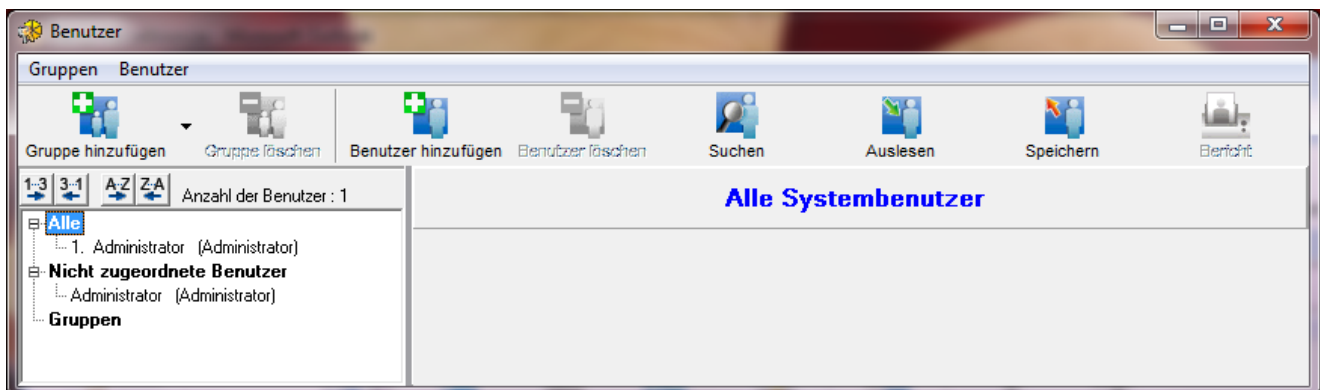 Benutzer
Gruppen Benutzer
Gruppe hinzufügen Gruppe löschen Benutzer hinzufügen Benutzer löschen Suchen Auslesen Speichern Bericht
1··3 3··1 A-Z Z-A Anzahl der Benutzer : 1
Alle Systembenutzer
Alle
1. Administrator (Administrator)
Nicht zugeordnete Benutzer
Administrator (Administrator)
Gruppen